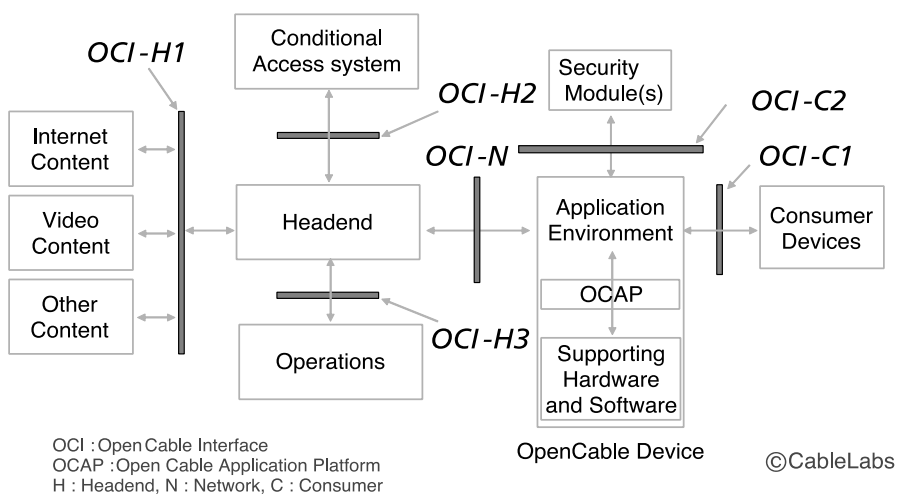 OCI-H1
Conditional
Access system
Security
Module(s)
OCI-H2
OCI-C2
Internet
Content
OCI-N
OCI-C1
Video
Content
Headend
Application
Environment
Consumer
Devices
Other
Content
OCAP
OCI-H3
Operations
Supporting
Hardware
and Software
OpenCable Device
OCI : Open Cable Interface
OCAP : Open Cable Application Platform
H : Headend, N : Network, C : Consumer
©CableLabs